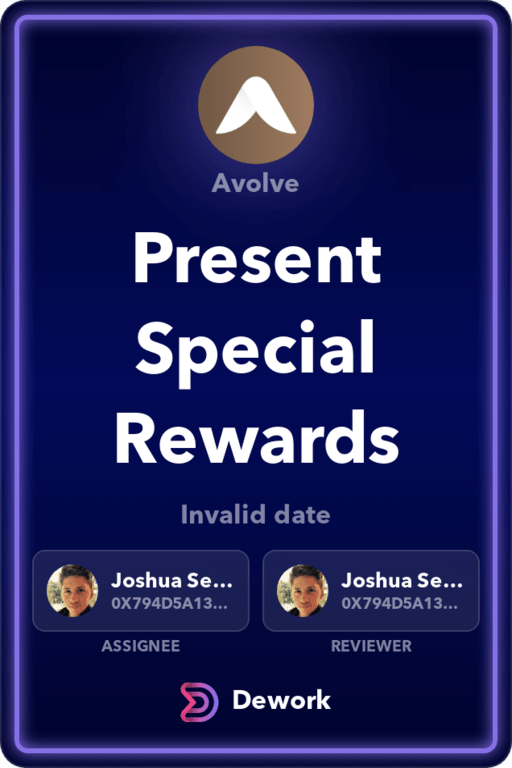 Avolve
Present
Special
Rewards
Invalid date
Joshua Se...
0X794D5A13...
Joshua Se...
0X794D5A13...
ASSIGNEE
REVIEWER
Dework